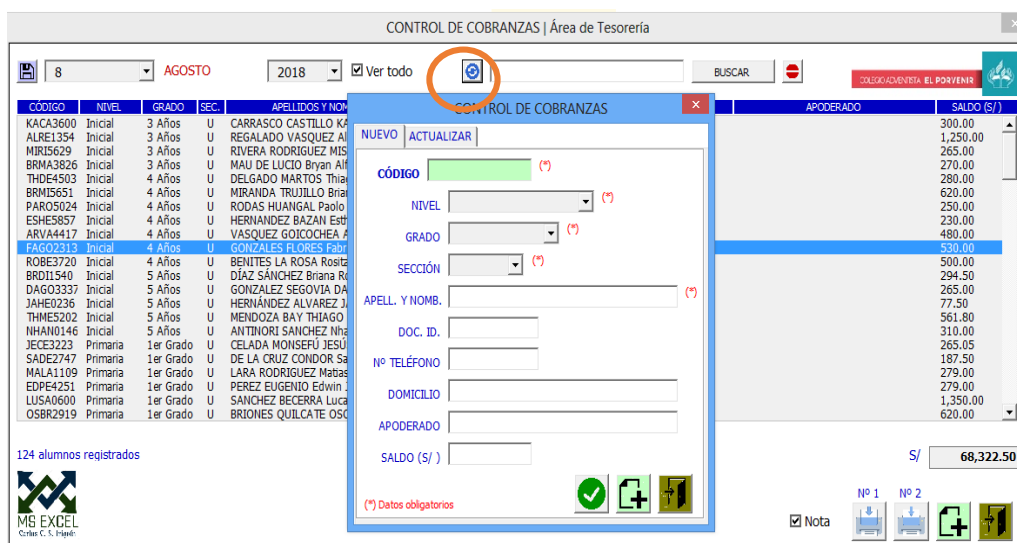 CONTROL DE COBRANZAS | Área de Tesorería
8 AGOSTO 2018 Ver todo BUSCAR
COLEGIO ADVENTISTA EL PORVENIR
CÓDIGO NIVEL GRADO SEC. APELLIDOS Y NOM APODERADO SALDO (S/ )
KACA3600 Inicial 3 Años U CARRASCO CASTILLO KA 300.00
ALRE1354 Inicial 3 Años U REGALADO VASQUEZ Al 1,250.00
MIRI5629 Inicial 3 Años U RIVERA RODRIGUEZ MIS 265.00
BRMA3826 Inicial 3 Años U MAU DE LUCIO Bryan Alf 270.00
THDE4503 Inicial 4 Años U DELGADO MARTOS Thia 280.00
BRMI5651 Inicial 4 Años U MIRANDA TRUJILLO Bria 620.00
PARO5024 Inicial 4 Años U RODAS HUANGAL Paolo 250.00
ESHE5857 Inicial 4 Años U HERNANDEZ BAZAN Esth 230.00
ARVA4417 Inicial 4 Años U VASQUEZ GOICOCHEA A 480.00
FAGO2313 Inicial 4 Años U GONZALES FLORES Fabr 530.00
ROBE3720 Inicial 4 Años U BENITES LA ROSA Rosita 500.00
BRDI1540 Inicial 5 Años U DÍAZ SÁNCHEZ Briana Ro 294.50
DAGO3337 Inicial 5 Años U GONZALEZ SEGOVIA DA 265.00
JAHE0236 Inicial 5 Años U HERNÁNDEZ ALVAREZ J 77.50
THME5202 Inicial 5 Años U MENDOZA BAY THIAGO 561.80
NHAN0146 Inicial 5 Años U ANTINORI SANCHEZ Nha 310.00
JECE3223 Primaria 1er Grado U CELADA MONSEFÚ JESÚ 265.05
SADE2747 Primaria 1er Grado U DE LA CRUZ CONDOR Sa 187.50
MALA1109 Primaria 1er Grado U LARA RODRIGUEZ Matias 279.00
EDPE4251 Primaria 1er Grado U PEREZ EUGENIO Edwin J 279.00
LUSA0600 Primaria 1er Grado U SANCHEZ BECERRA Luca 1,350.00
OSBR2919 Primaria 1er Grado U BRIONES QUILCATE OSC 620.00
CONTROL DE COBRANZAS
NUEVO ACTUALIZAR
CÓDIGO (*)
NIVEL (*)
GRADO (*)
SECCIÓN (*)
APELL. Y NOMB. (*)
DOC. ID.
Nº TELÉFONO
DOMICILIO
APODERADO
SALDO (S/ )
(*) Datos obligatorios
124 alumnos registrados
S/ 68,322.50
MS EXCEL
Carlos C. S.
Nota Nº 1 Nº 2